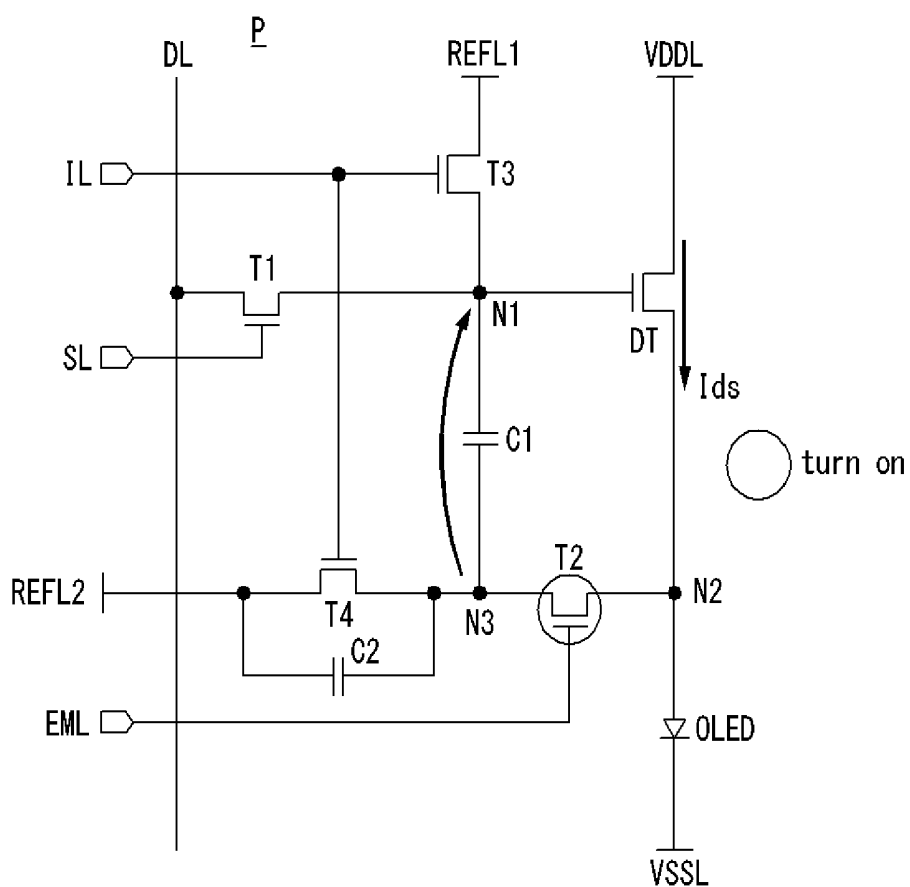 P
DL
REFL1
VDDL
IL
T3
T1
N1
DT
SL
Ids
C1
turn on
T2
REFL2
T4
N3
N2
C2
EML
OLED
VSSL